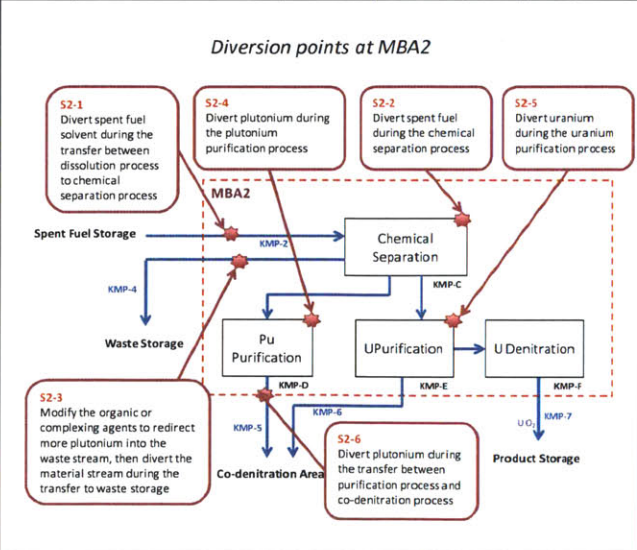 Diversion points at MBA2
S2-1
Divert spent fuel
solvent during the
transfer between
dissolution process
to chemical
separation process
S2-4
Divert plutonium during
the plutonium
purification process
S2-2
Divert spent fuel
during the chemical
separation process
S2-5
Divert uranium
during the uranium
purification process
MBA2
Spent Fuel Storage
KMP-2
Chemical
Separation
KMP-4
KMP-C
Waste Storage
Pu
Purification
UPurification
U Denitration
KMP-D
KMP-E
KMP-F
S2-3
Modify the organic or
complexing agents to redirect
more plutonium into the
waste stream, then divert the
material stream during the
transfer to waste storage
KMP-5
KMP-6
UO₂
KMP-7
Co-denitration Area
S2-6
Divert plutonium during
the transfer between
purification process and
co-denitration process
Product Storage